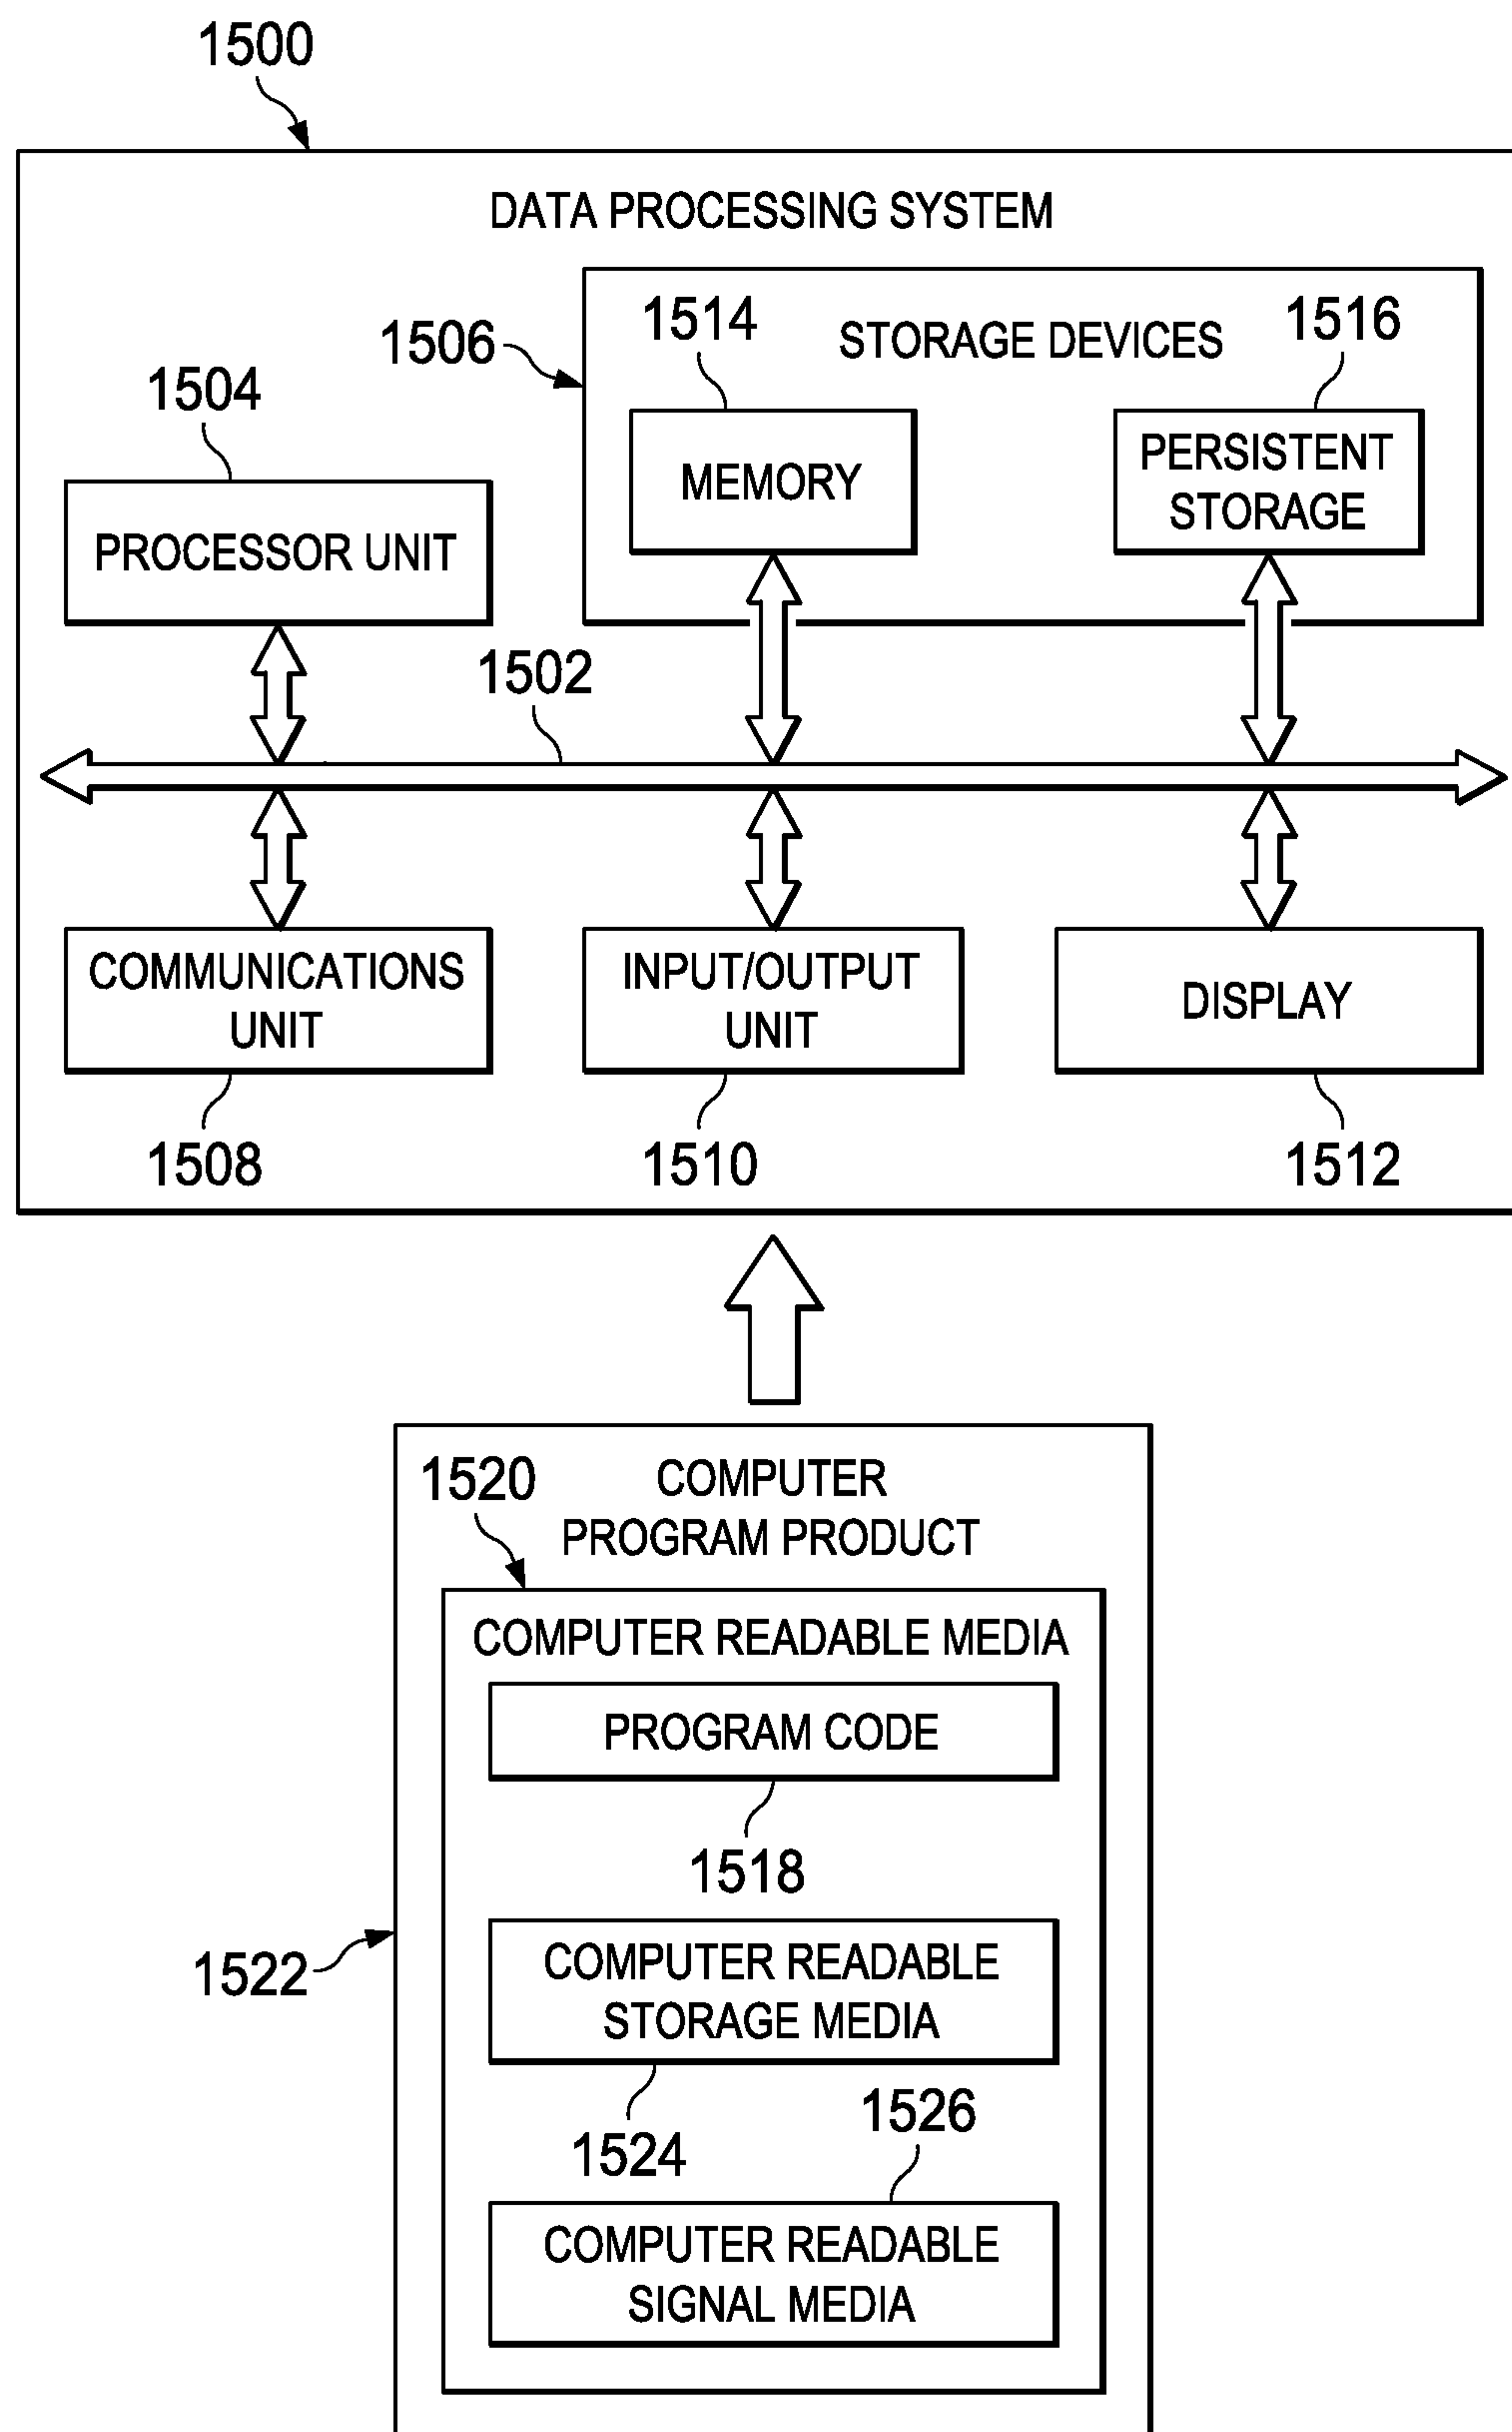 1500
DATA PROCESSING SYSTEM
1506
1514
STORAGE DEVICES
1516
1504
MEMORY
PERSISTENT
STORAGE
PROCESSOR UNIT
1502
COMMUNICATIONS
UNIT
INPUT/OUTPUT
UNIT
DISPLAY
1508
1510
1512
1520
COMPUTER
PROGRAM PRODUCT
COMPUTER READABLE MEDIA
PROGRAM CODE
1518
1522
COMPUTER READABLE
STORAGE MEDIA
1524
1526
COMPUTER READABLE
SIGNAL MEDIA